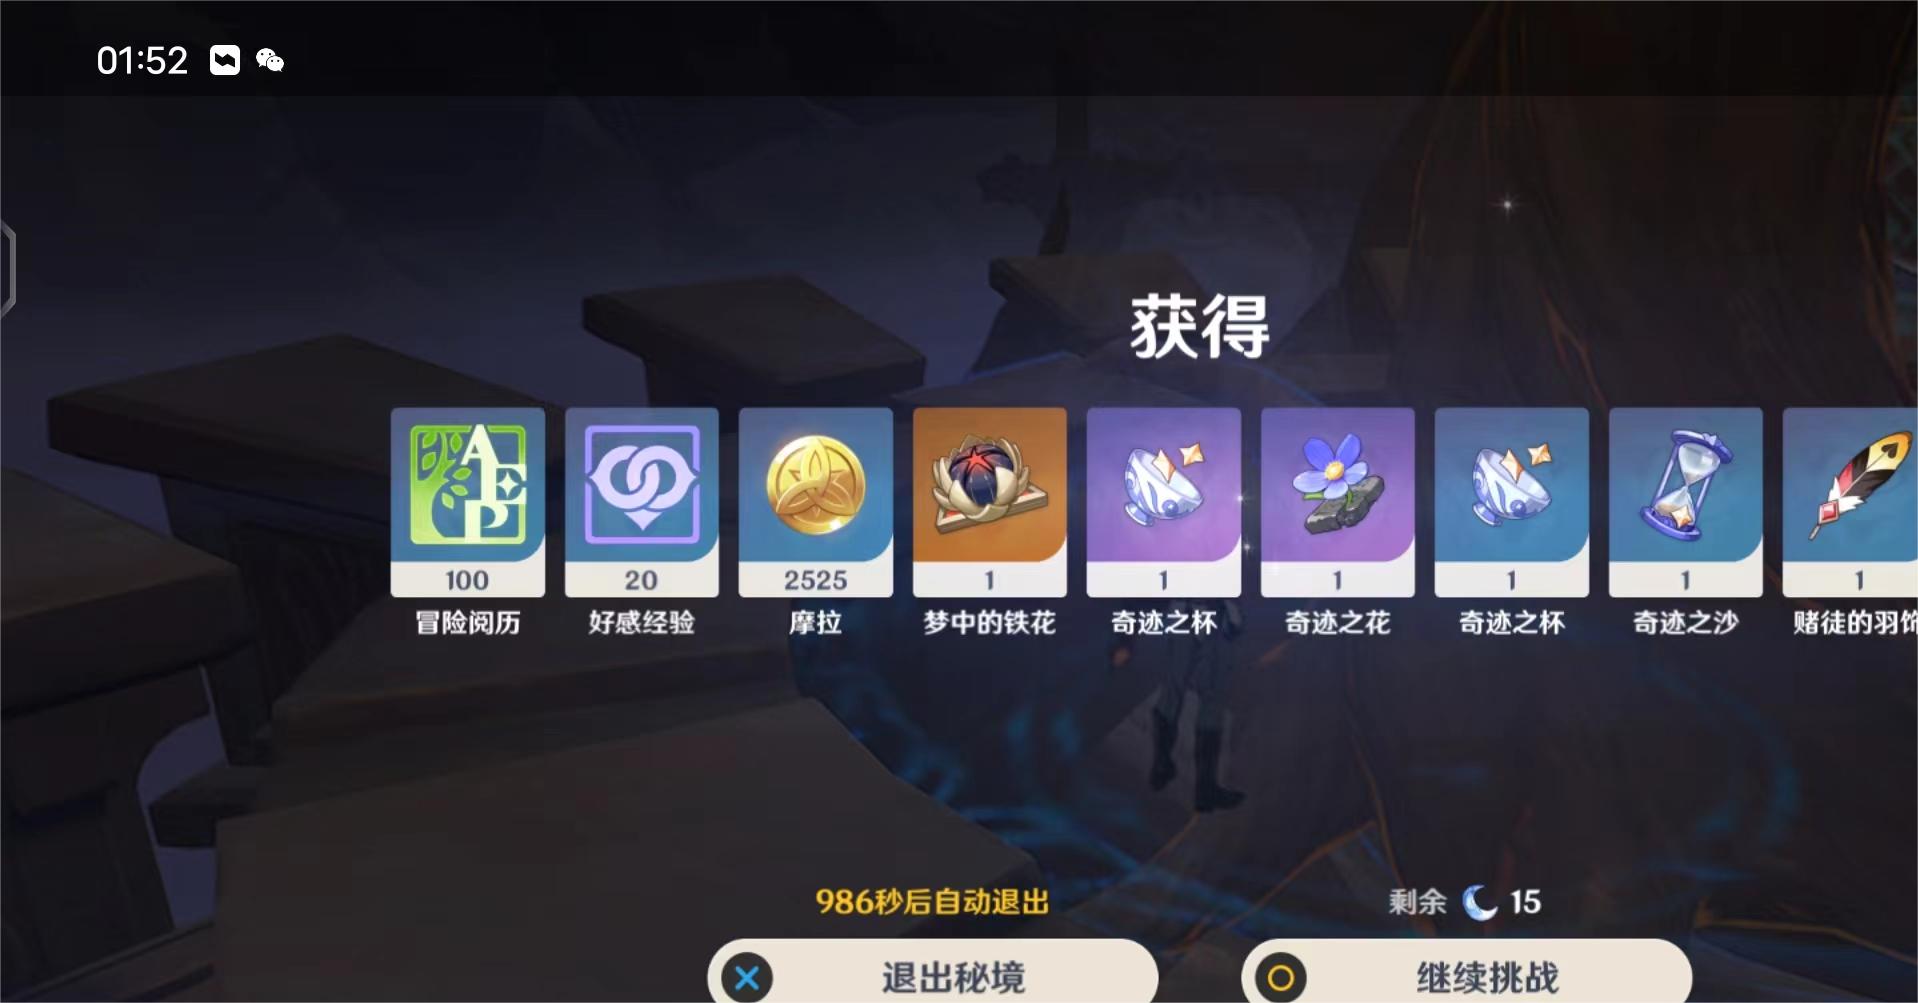 01:52
获得
100
20
2525
1
1
1
1
1
1
冒险阅历
好感经验
摩拉
梦中的铁花
奇迹之杯
奇迹之花
奇迹之杯
奇迹之沙
赌徒的羽饰
986秒后自动退出
剩余 15
退出秘境
继续挑战